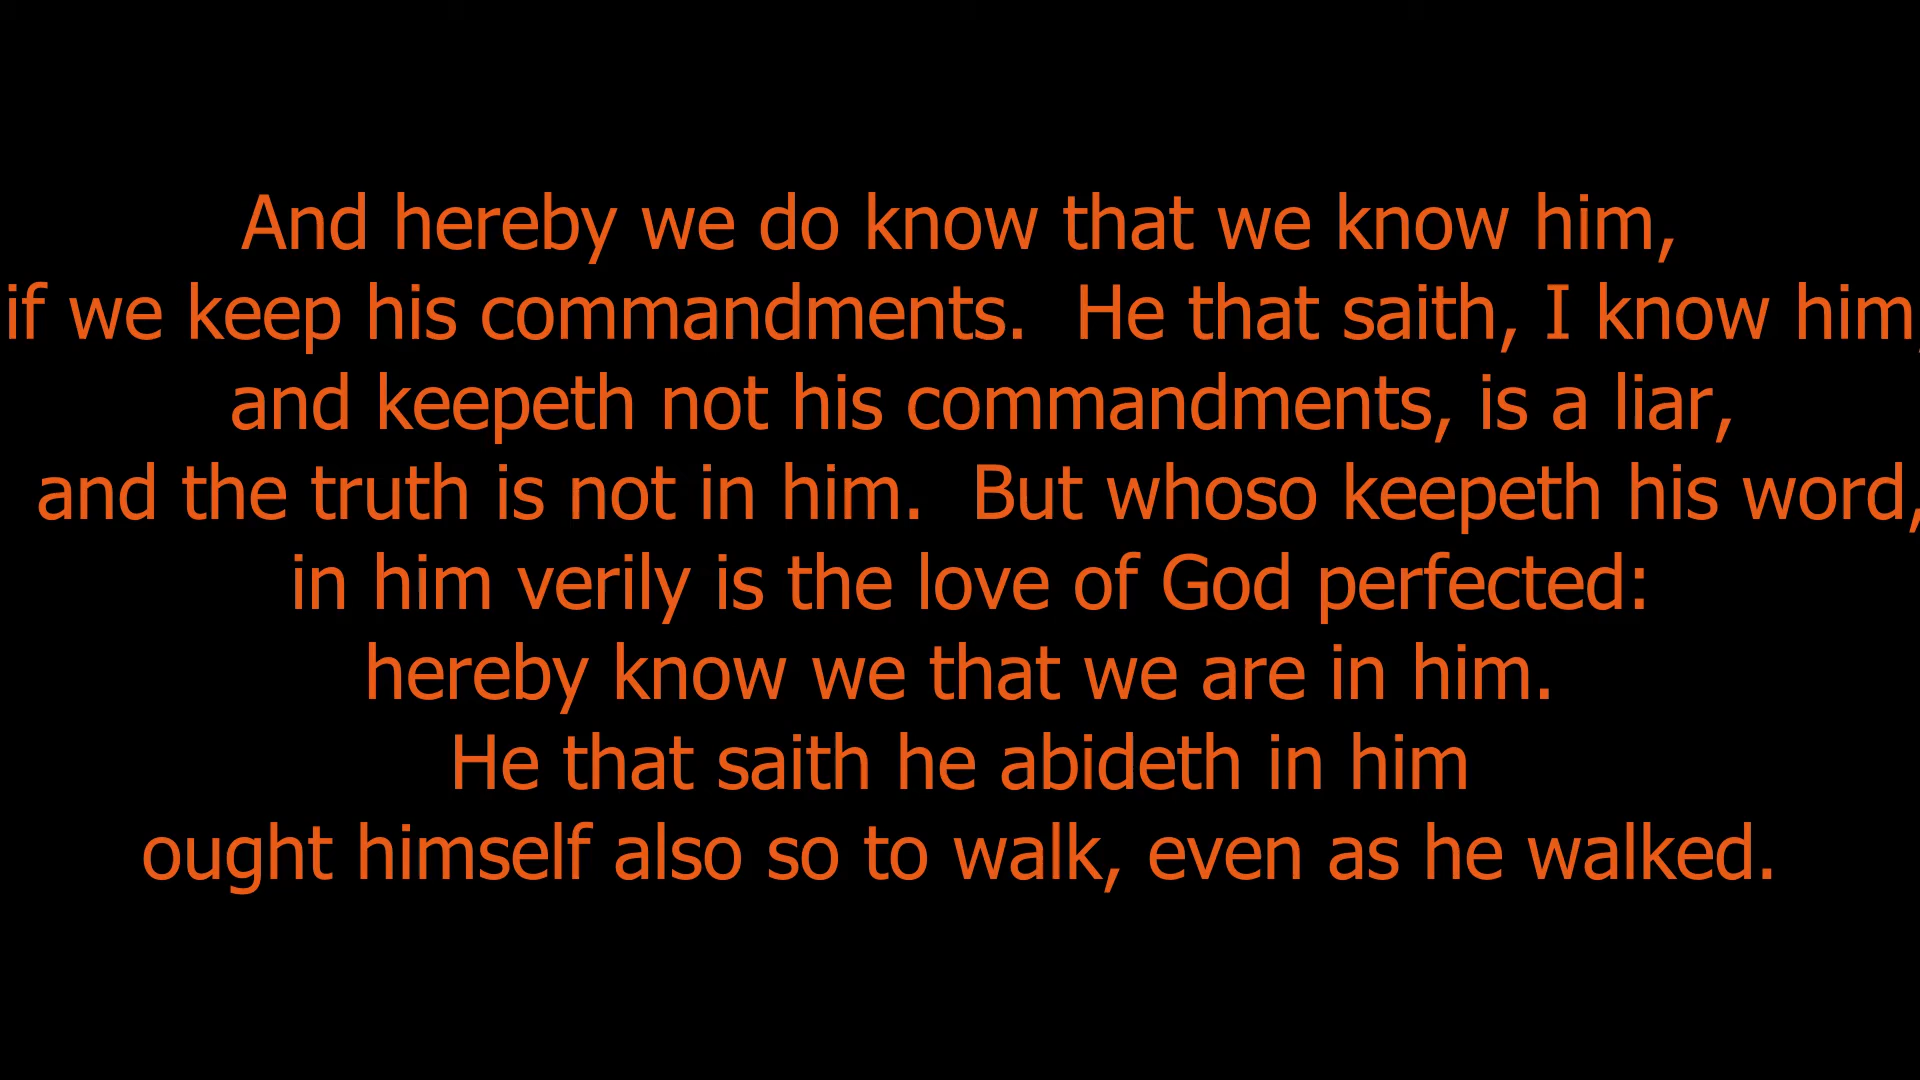 And hereby we do know that we know him,
if we keep his commandments.  He that saith, I know him,
and keepeth not his commandments, is a liar,
and the truth is not in him.  But whoso keepeth his word,
in him verily is the love of God perfected:
hereby know we that we are in him.
He that saith he abideth in him
ought himself also so to walk, even as he walked.